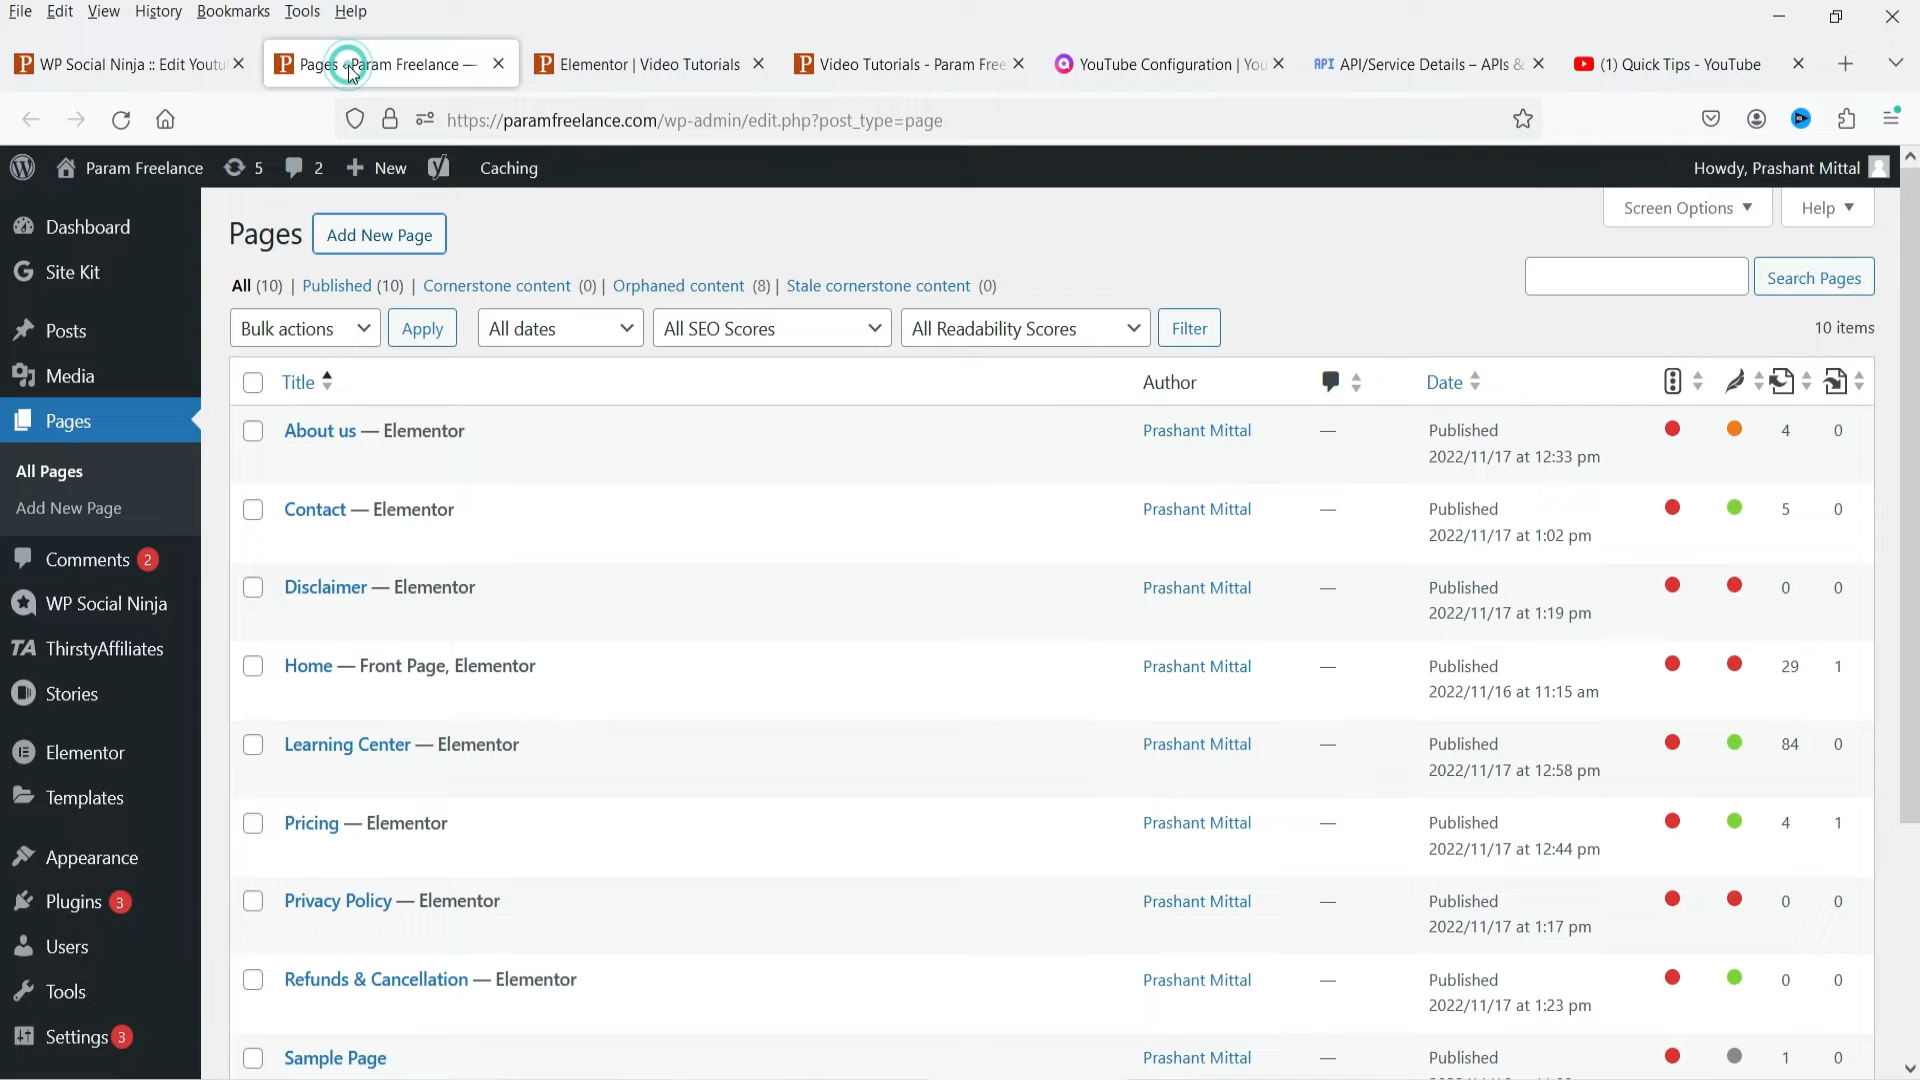 File Edit View History Bookmarks Tools Help
WP Social Ninja :: Edit Youtu
Pages Param Freelance —
Elementor | Video Tutorials
Video Tutorials - Param Free
YouTube Configuration | You
API API/Service Details – APIs &
(1) Quick Tips - YouTube
https://paramfreelance.com/wp-admin/edit.php?post_type=page
Param Freelance 5 2 New Caching Howdy, Prashant Mittal
Dashboard
Site Kit
Posts
Media
Pages
All Pages
Add New Page
Comments 2
WP Social Ninja
TA ThirstyAffiliates
Stories
Elementor
Templates
Appearance
Plugins 3
Users
Tools
Settings 3
Screen Options Help
Pages Add New Page
All (10) | Published (10) | Cornerstone content (0) | Orphaned content (8) | Stale cornerstone content (0)
Search Pages
Bulk actions Apply All dates All SEO Scores All Readability Scores Filter 10 items
Title Author Date
About us — Elementor Prashant Mittal — Published 4 0
2022/11/17 at 12:33 pm
Contact — Elementor Prashant Mittal — Published 5 0
2022/11/17 at 1:02 pm
Disclaimer — Elementor Prashant Mittal — Published 0 0
2022/11/17 at 1:19 pm
Home — Front Page, Elementor Prashant Mittal — Published 29 1
2022/11/16 at 11:15 am
Learning Center — Elementor Prashant Mittal — Published 84 0
2022/11/17 at 12:58 pm
Pricing — Elementor Prashant Mittal — Published 4 1
2022/11/17 at 12:44 pm
Privacy Policy — Elementor Prashant Mittal — Published 0 0
2022/11/17 at 1:17 pm
Refunds & Cancellation — Elementor Prashant Mittal — Published 0 0
2022/11/17 at 1:23 pm
Sample Page Prashant Mittal — Published 1 0